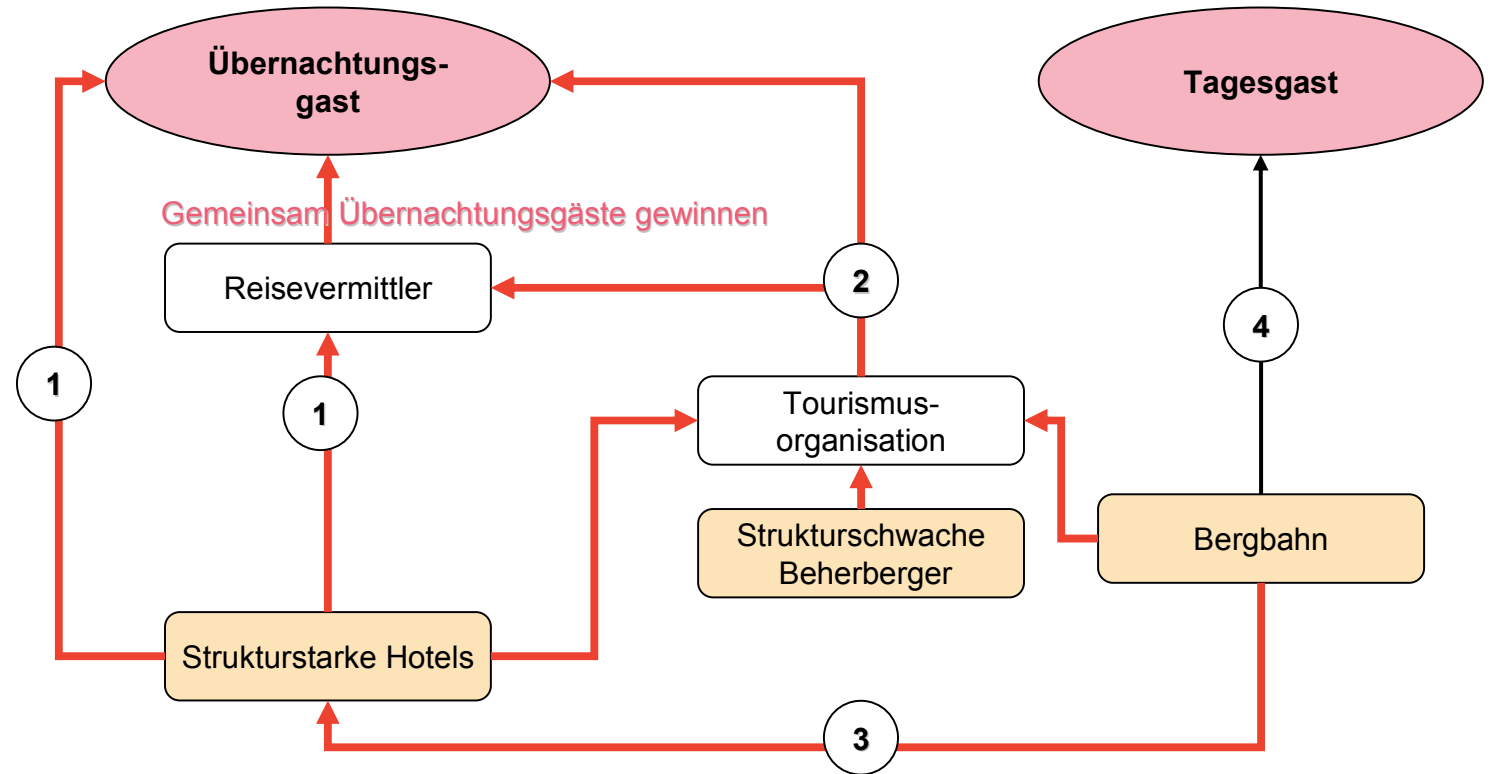 Übernachtungs-
gast
Tagesgast
Gemeinsam Übernachtungsgäste gewinnen
Reisevermittler
2
4
1
1
Tourismus-
organisation
Strukturschwache
Beherberger
Bergbahn
Strukturstarke Hotels
3